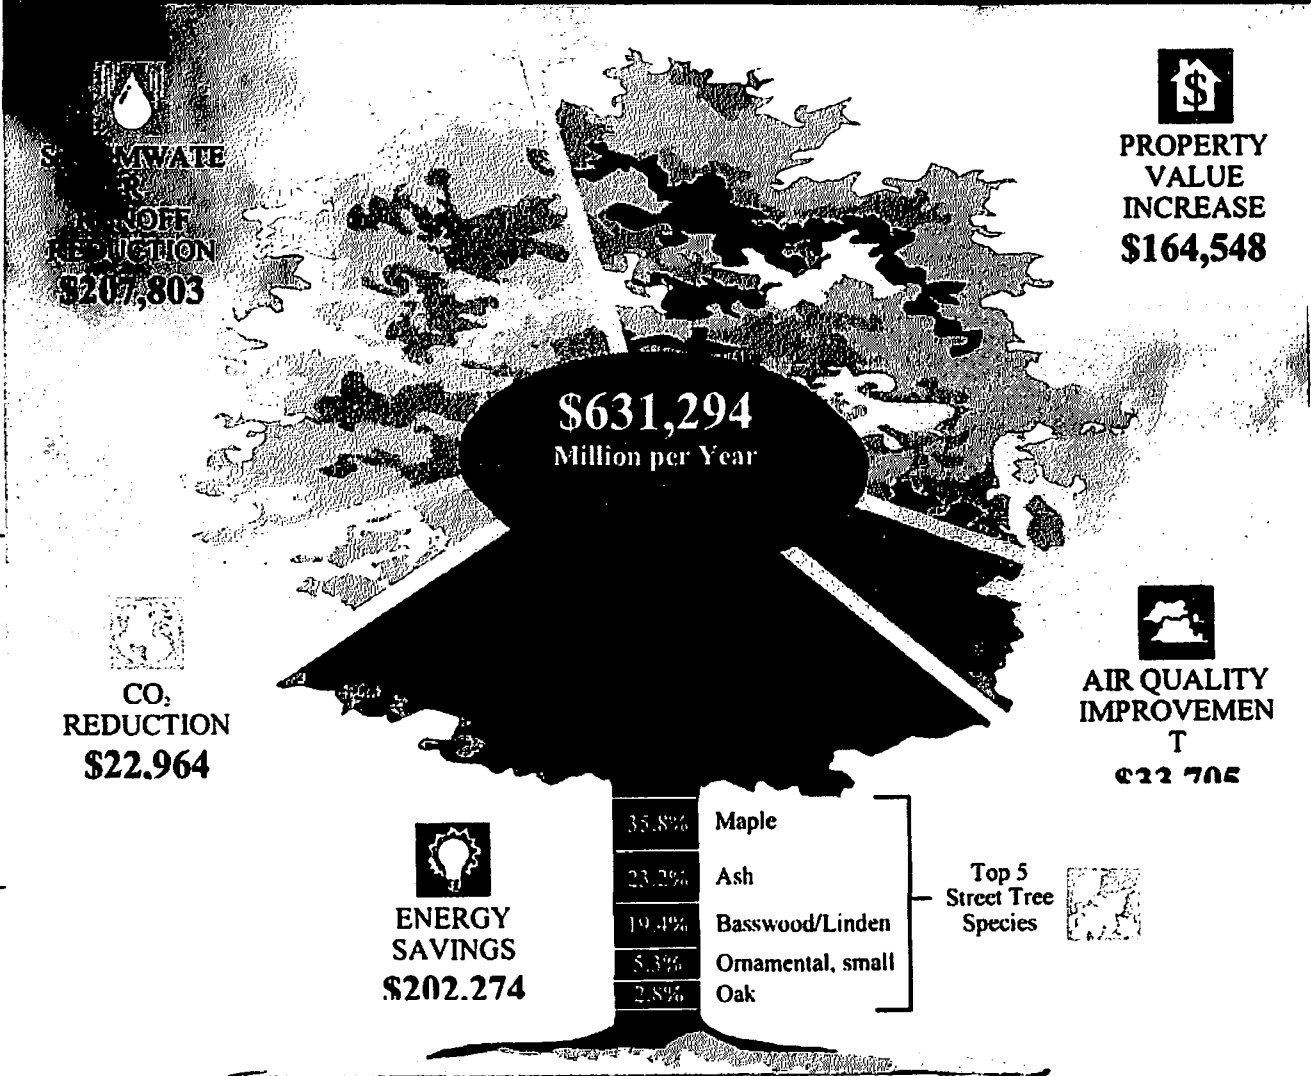 $
PROPERTY
VALUE
INCREASE
$164,548
REDUCTION
$207,803
$631,294
Million per Year
CO₂
REDUCTION
$22,964
AIR QUALITY
IMPROVEMEN
T
ENERGY
SAVINGS
$202,274
35.8% Maple
23.2% Ash
19.4% Basswood/Linden
5.3% Ornamental, small
2.8% Oak
Top 5
Street Tree
Species